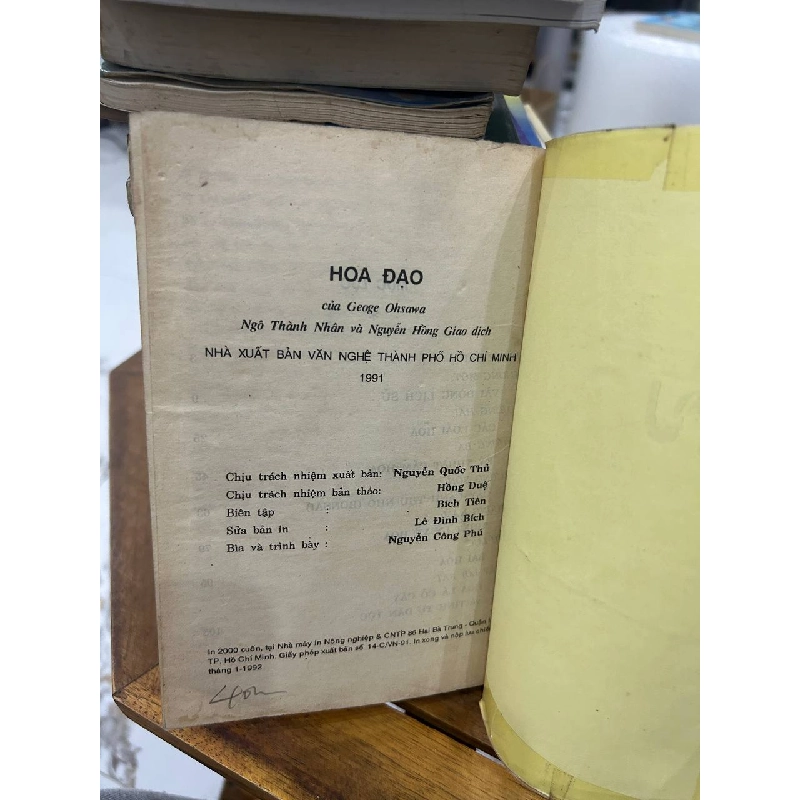 HOA ĐẠO
của Geoge Ohsawa
Ngô Thành Nhân và Nguyễn Hồng Giao dịch
NHÀ XUẤT BẢN VĂN NGHỆ THÀNH PHỐ HỒ CHÍ MINH
1991
Chịu trách nhiệm xuất bản: Nguyễn Quốc Thủ
Chịu trách nhiệm bản thảo: Hồng Duệ
Biên tập : Bích Tiên
Sửa bản in : Lê Đình Bích
Bìa và trình bày : Nguyễn Công Phú
In 2000 cuốn, tại Nhà máy in Nông nghiệp & CNTP 86 Hai Bà Trưng - Quận
TP. Hồ Chí Minh. Giấy phép xuất bản số 14-C/VH-91. In xong và nộp lưu chiểu
tháng 1-1992